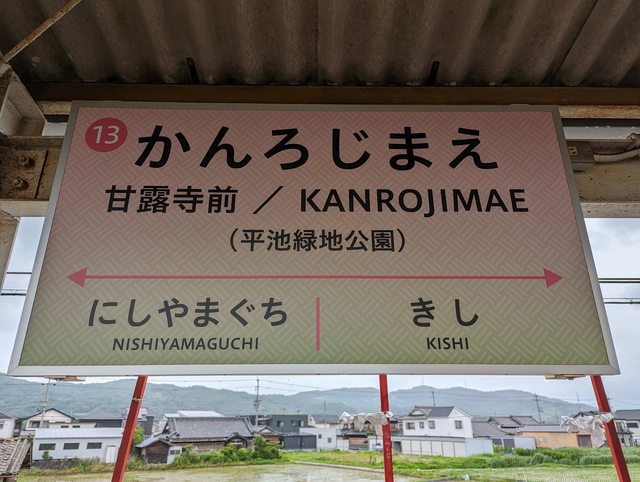 13 かんろじまえ
甘露寺前 ／ KANROJIMAE
（平池緑地公園）
にしやまぐち きし
NISHIYAMAGUCHI KISHI